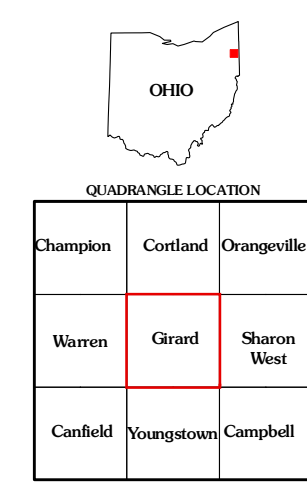 OHIO
QUADRANGLE LOCATION
Champion Cortland Orangeville
Warren Girard Sharon
West
Canfield Youngstown Campbell